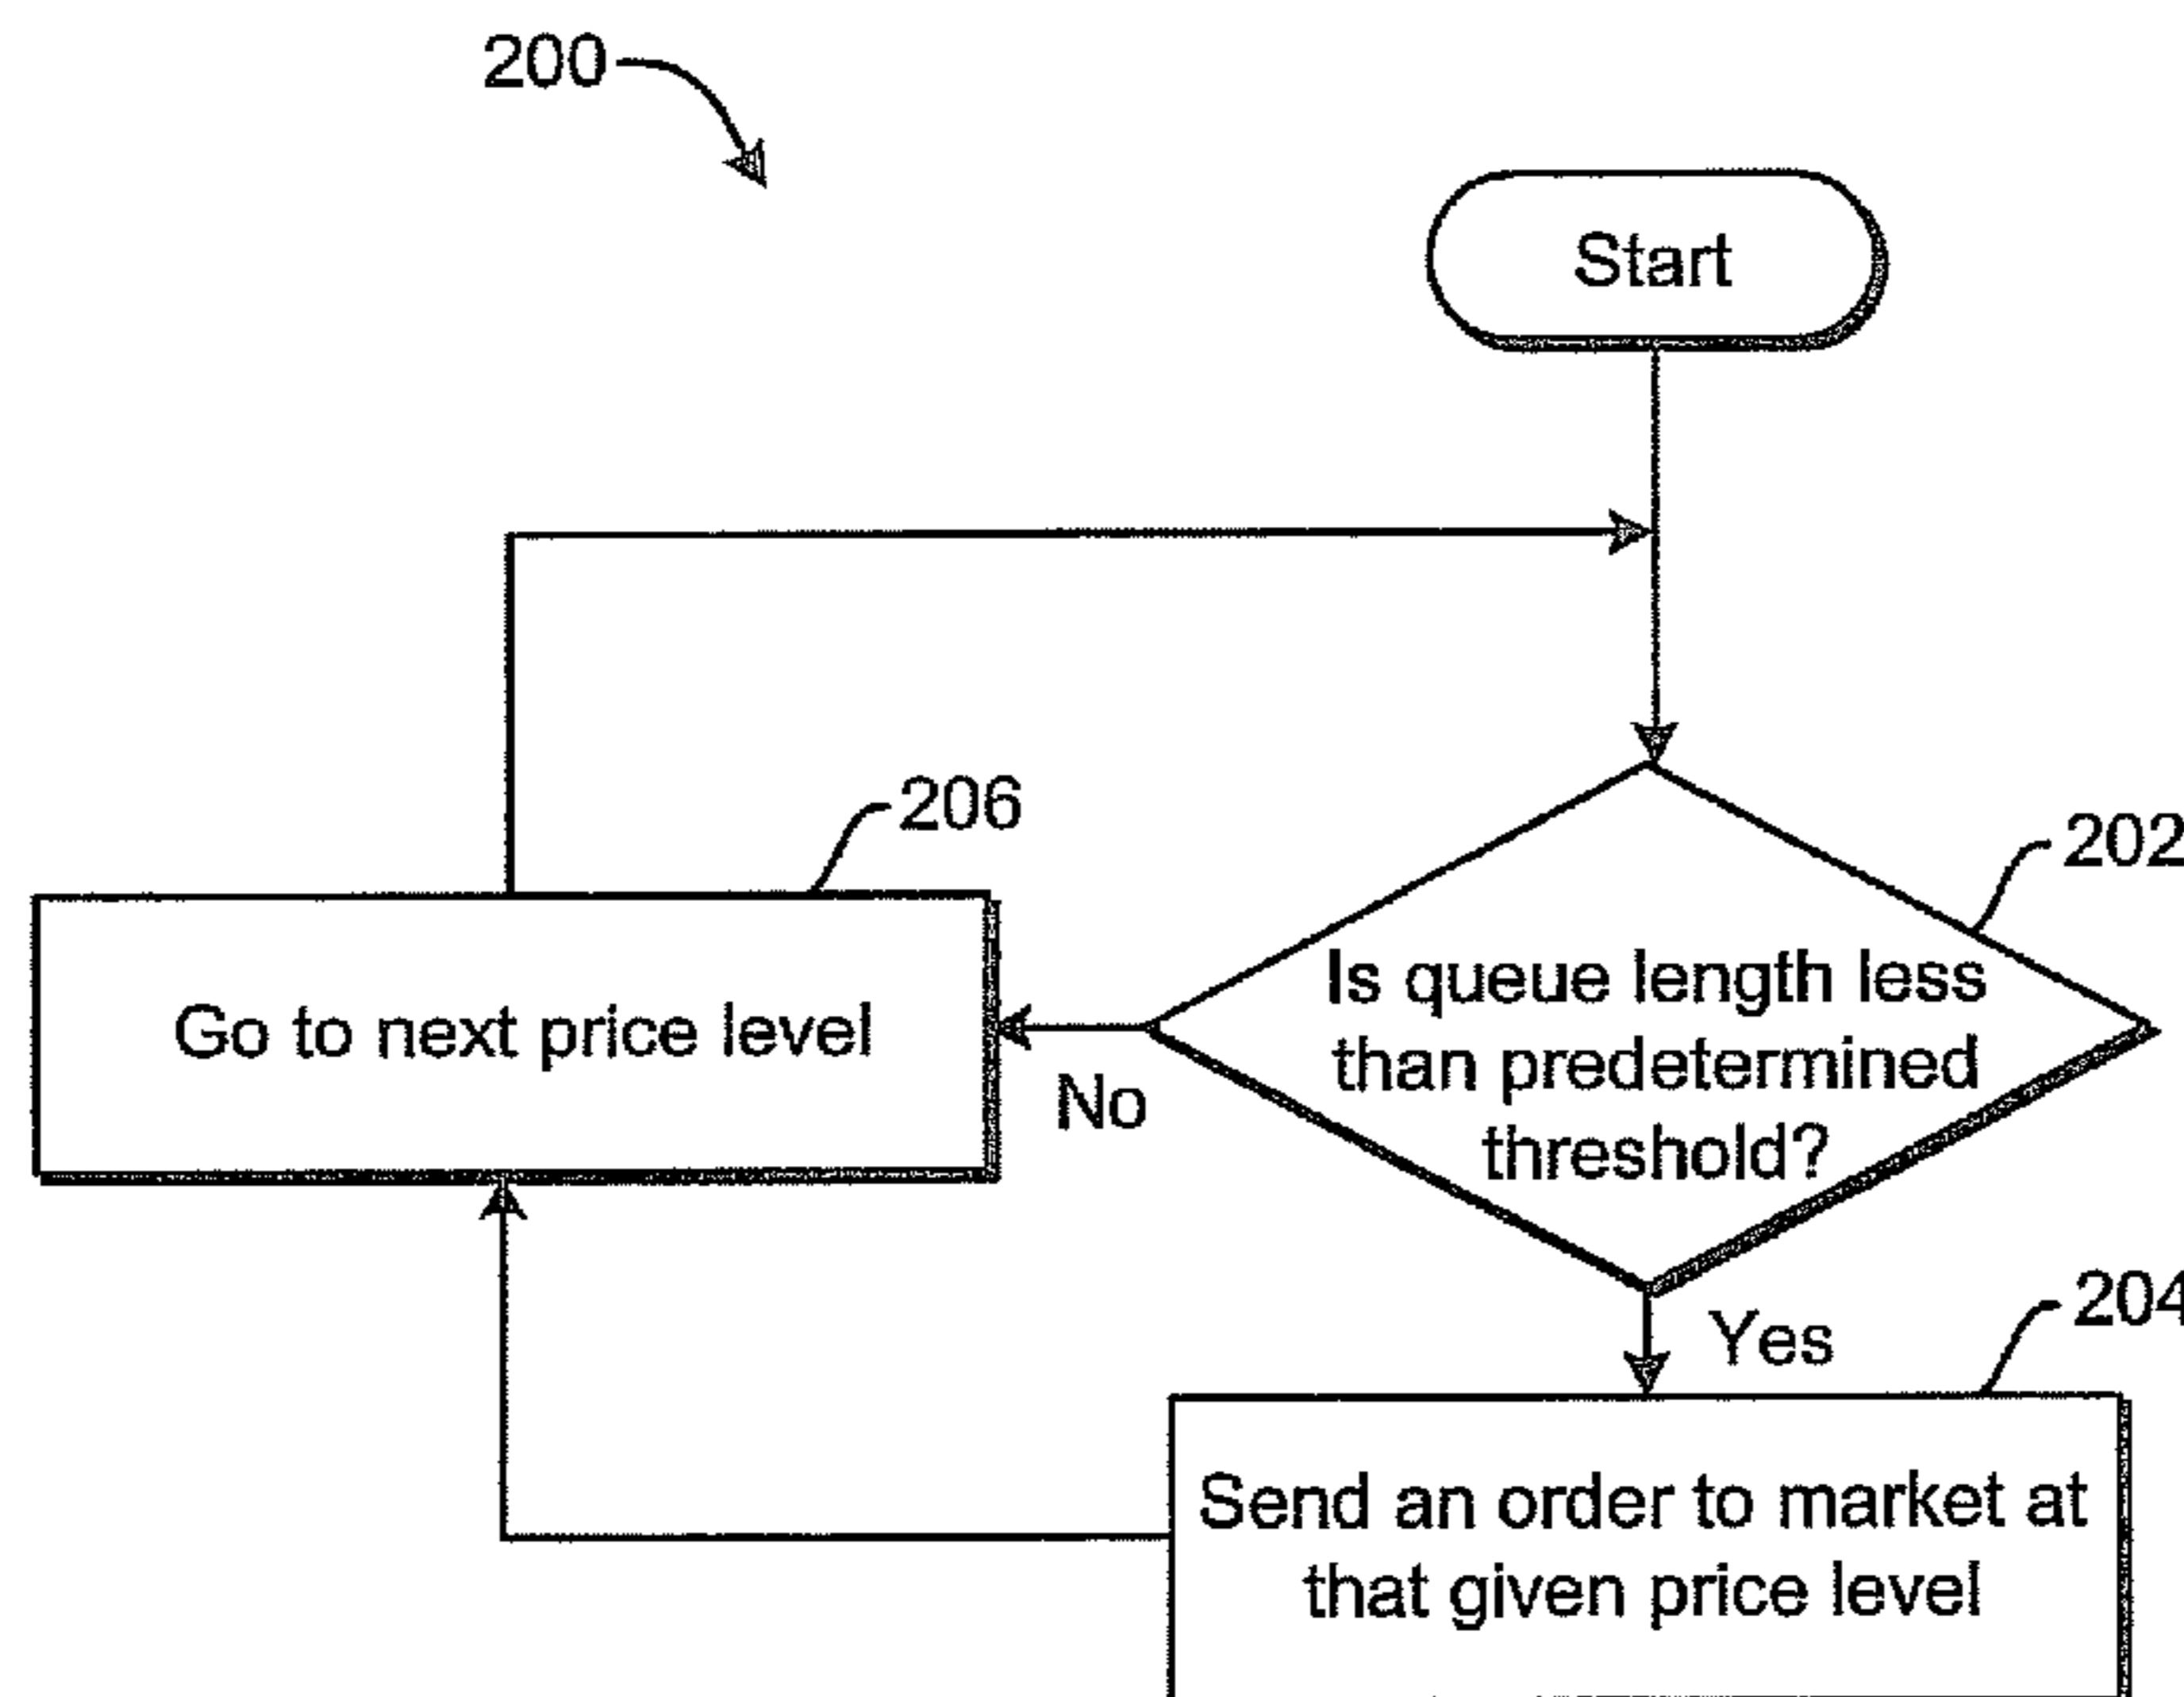 200
Start
206
202
Go to next price level
Is queue length less
than predetermined
threshold?
No
Yes
204
Send an order to market at
that given price level